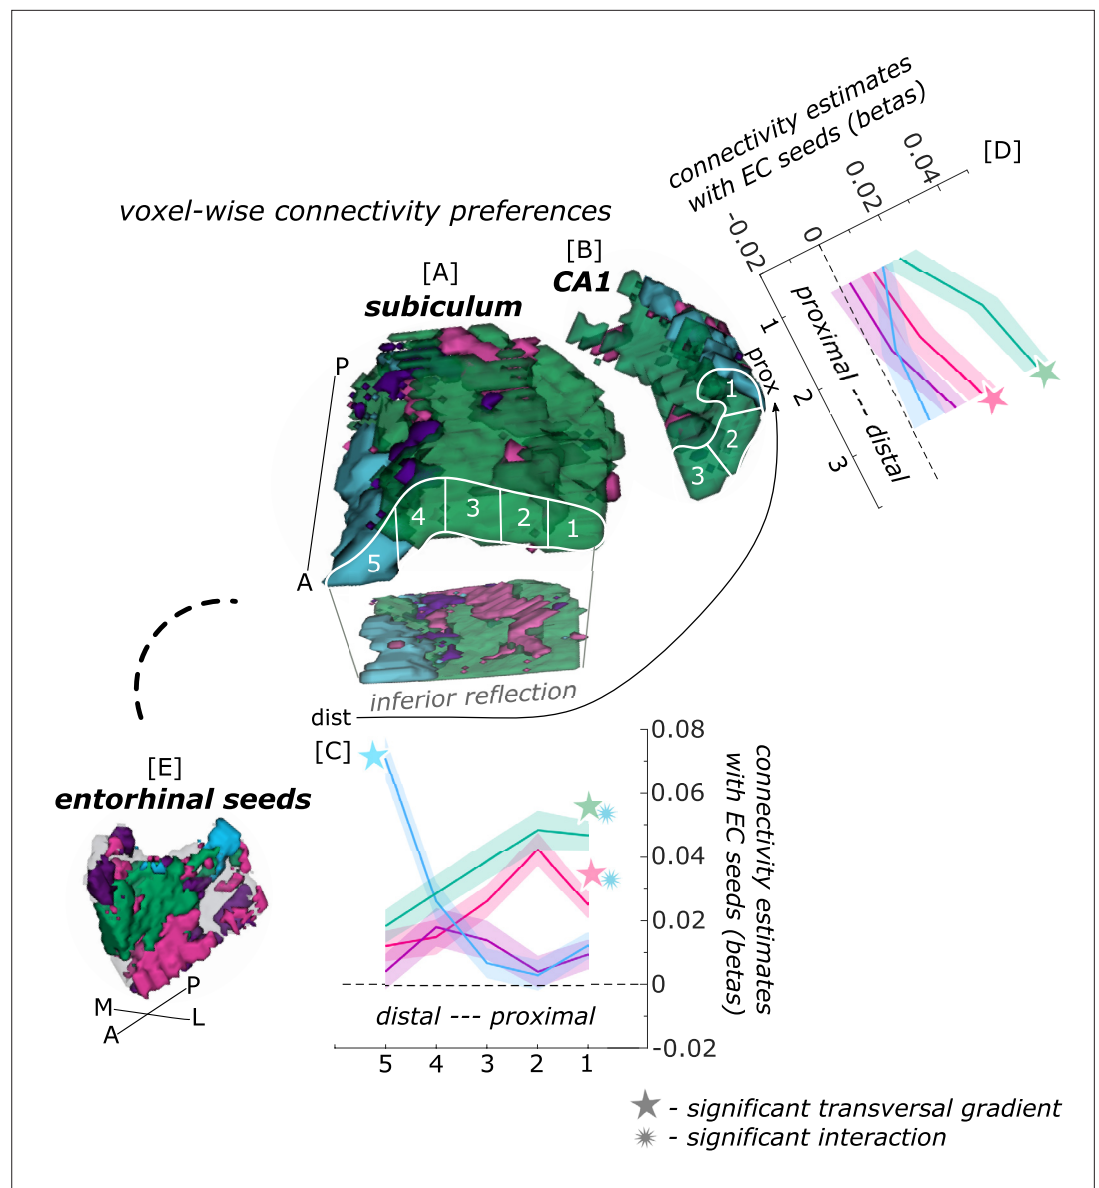 connectivity estimates
with EC seeds (betas)
-0.02
0
0.02
0.04
[D]
voxel-wise connectivity preferences
[A]
subiculum
[B]
CA1
P
A
proximal ---- distal
1
2
3
prox
1
2
3
5
4
3
2
1
inferior reflection
dist
[C]
[E]
entorhinal seeds
P
M
L
A
0.08
0.06
0.04
0.02
0
-0.02
connectivity estimates
with EC seeds (betas)
distal --- proximal
5 4 3 2 1
- significant transversal gradient
- significant interaction